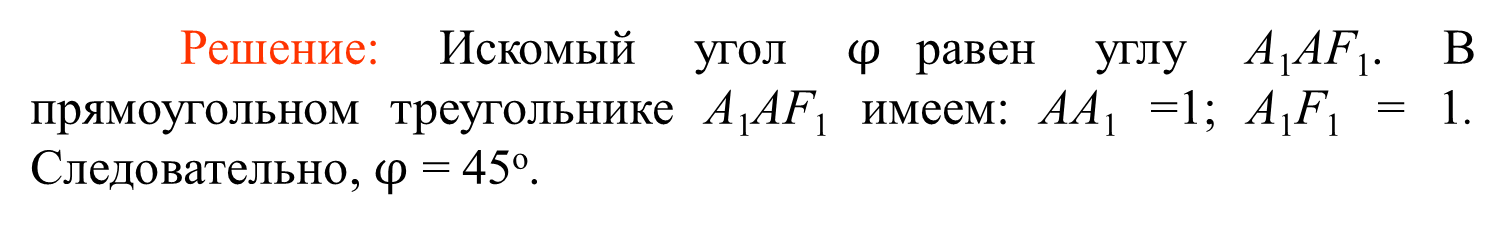 Решение: Искомый угол φ равен углу A₁AF₁. В
прямоугольном треугольнике A₁AF₁ имеем: AA₁ =1; A₁F₁ = 1.
Следовательно, φ = 45º.